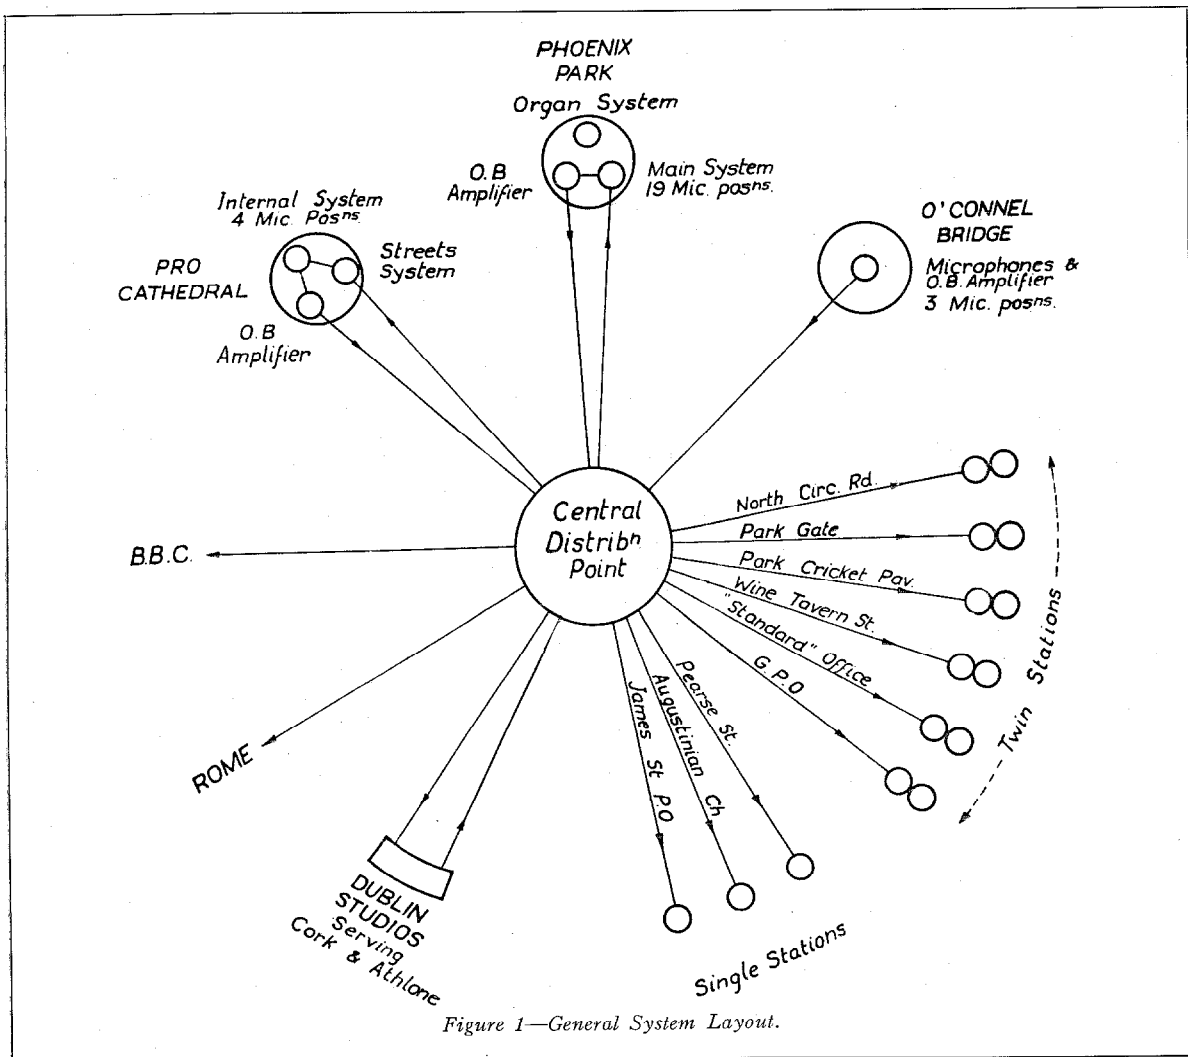 PHOENIX
PARK
Organ System
O.B
Amplifier
Main System
19 Mic. posns.
Internal System
4 Mic. Posns
Streets
System
PRO
CATHEDRAL
O.B
Amplifier
O'CONNEL
BRIDGE
Microphones &
O.B. Amplifier
3 Mic. posns.
Central
Distribn
Point
North Circ. Rd.
Park Gate
Park Cricket Pav.
Wine Tavern St.
"Standard" Office
G.P.O
Twin Stations
Pearse St.
Augustinian Ch
James St P.O
Single Stations
B.B.C.
ROME
DUBLIN
STUDIOS
Serving
Cork & Athlone
Figure 1—General System Layout.